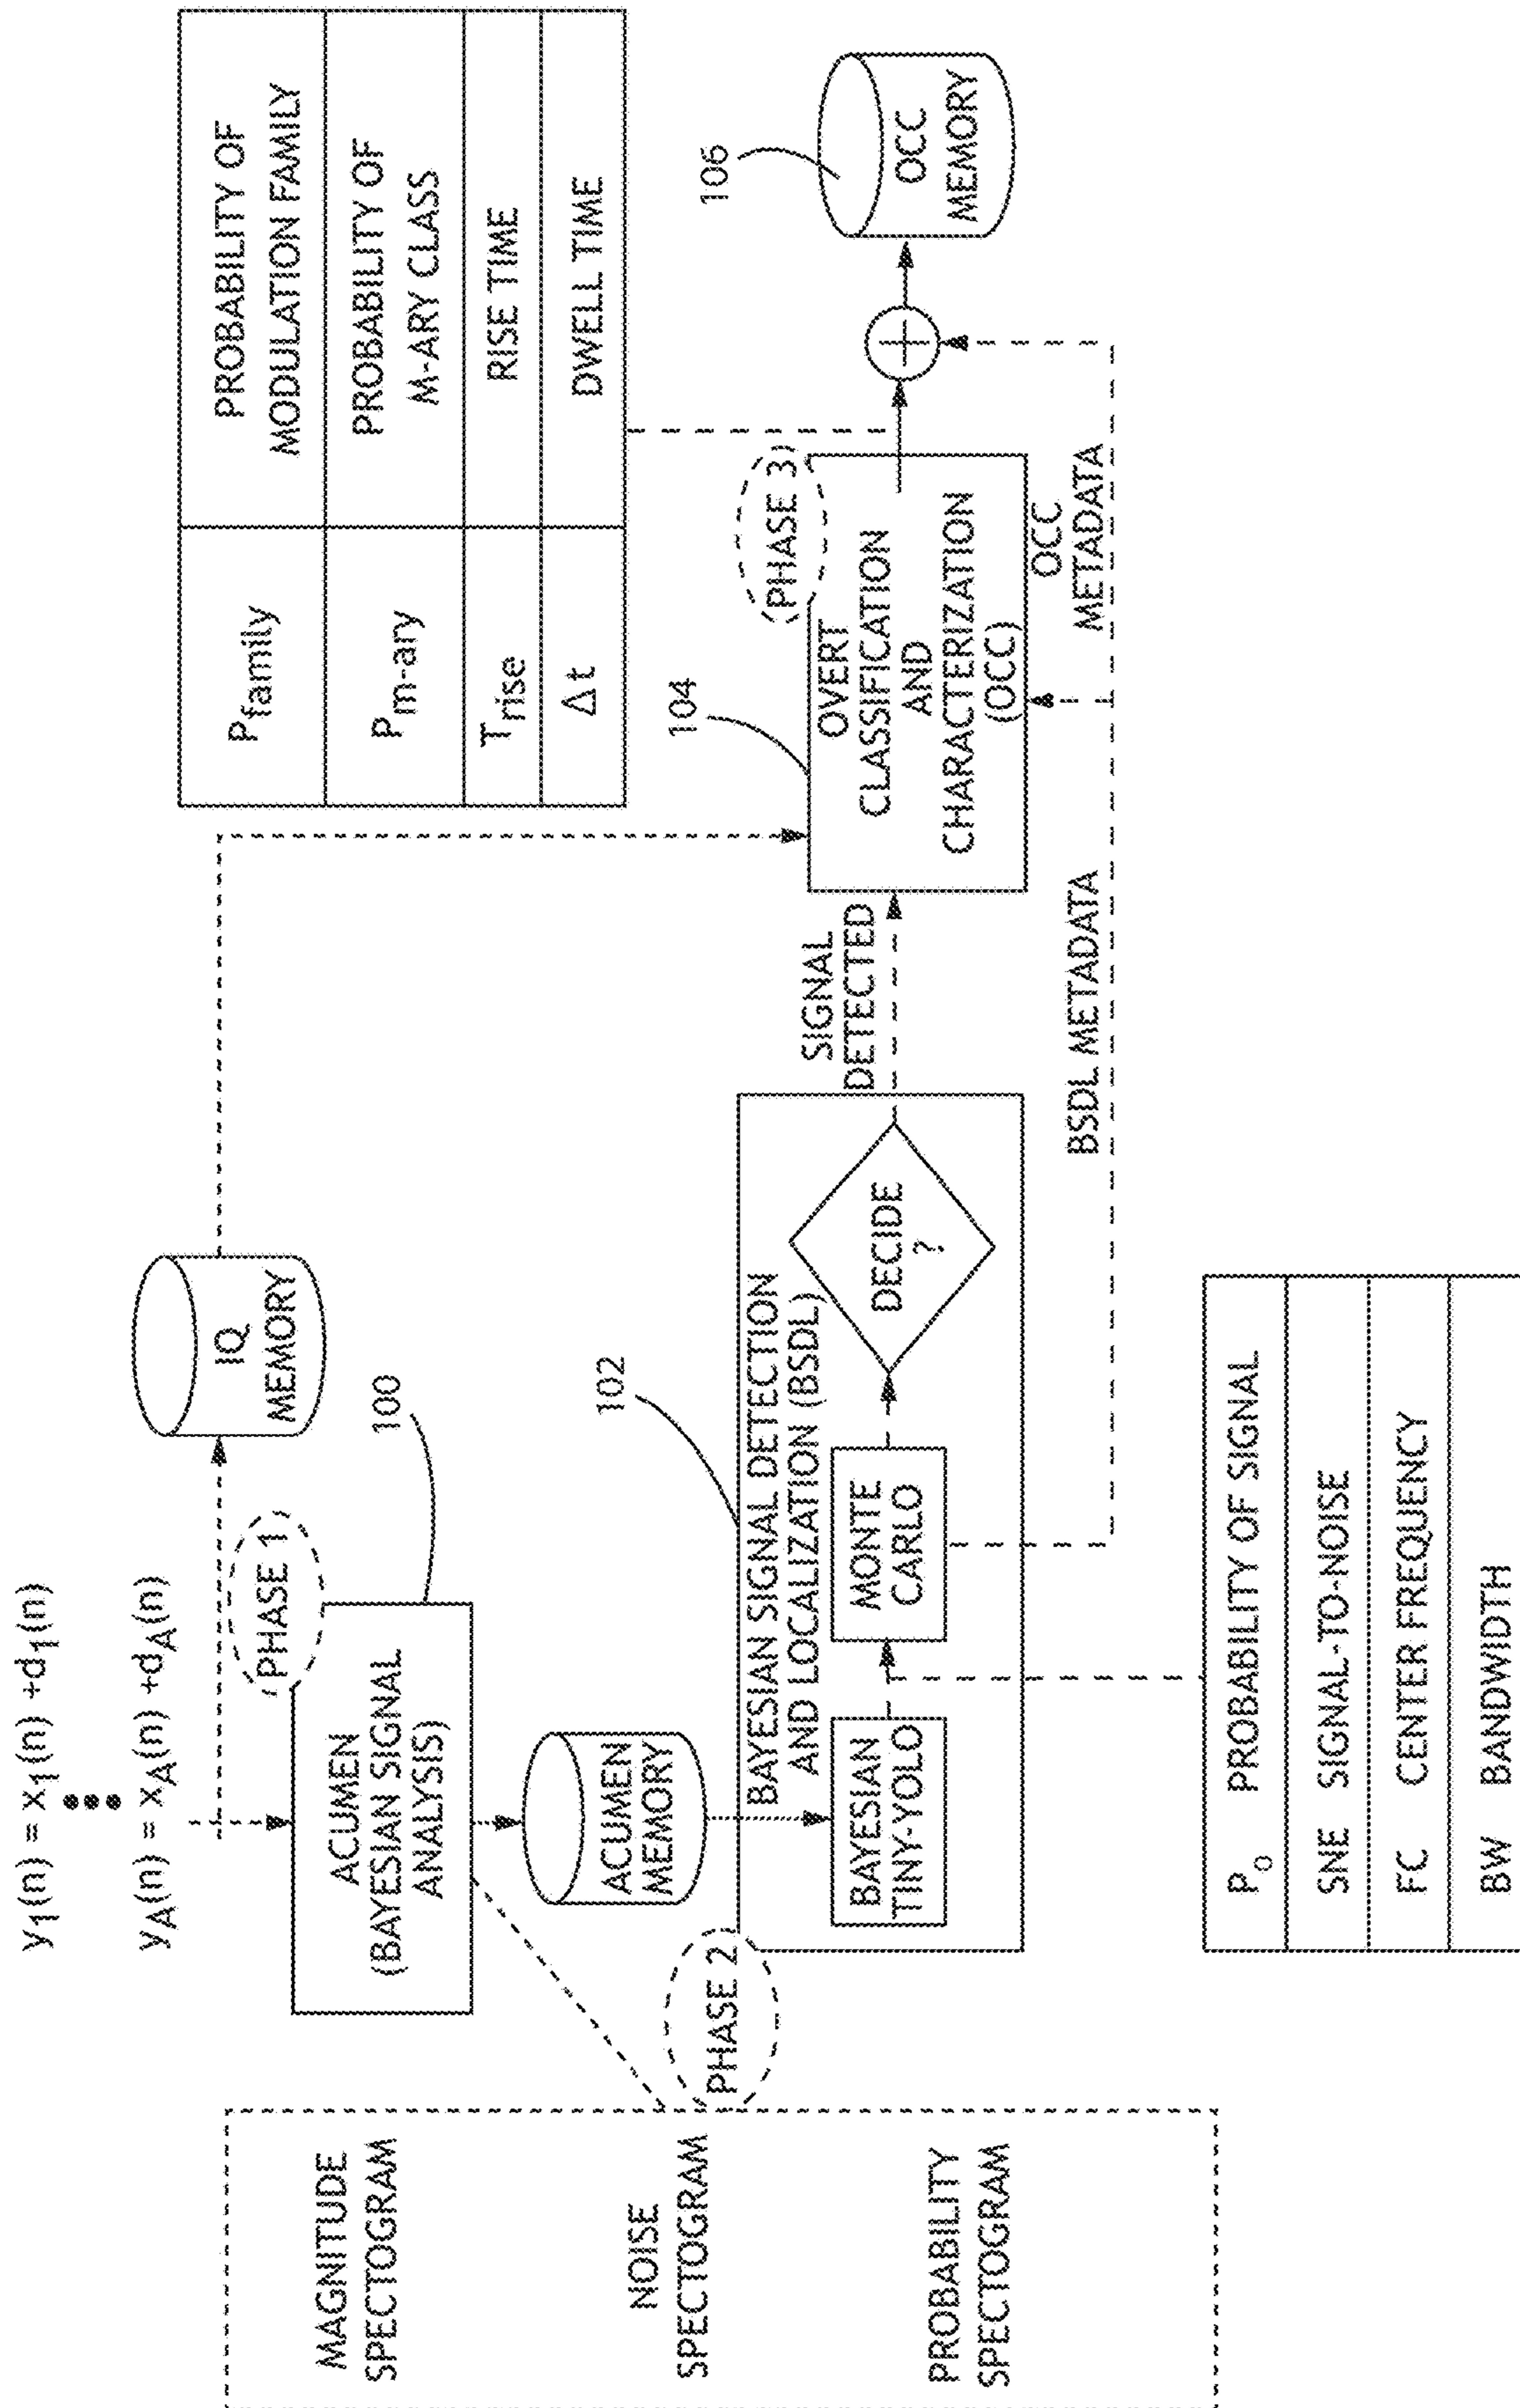 y1(n) = x1(n) +d1(n)
yA(n) = xA(n) +dA(n)
(PHASE 1)
IQ
MEMORY
100
ACUMEN
(BAYESIAN SIGNAL
ANALYSIS)
MAGNITUDE
SPECTOGRAM
NOISE
SPECTOGRAM
PROBABILITY
SPECTOGRAM
ACUMEN
MEMORY
(PHASE 2)
102
BAYESIAN SIGNAL DETECTION
AND LOCALIZATION (BSDL)
BAYESIAN
TINY-YOLO
MONTE
CARLO
DECIDE
?
SIGNAL
DETECTED
BSDL METADATA
Po PROBABILITY OF SIGNAL
SNE SIGNAL-TO-NOISE
FC CENTER FREQUENCY
BW BANDWIDTH
Pfamily PROBABILITY OF
MODULATION FAMILY
Pm-ary PROBABILITY OF
M-ARY CLASS
Trise RISE TIME
Δt DWELL TIME
104
(PHASE 3)
OVERT
CLASSIFICATION
AND
CHARACTERIZATION
(OCC)
OCC
METADATA
106
OCC
MEMORY